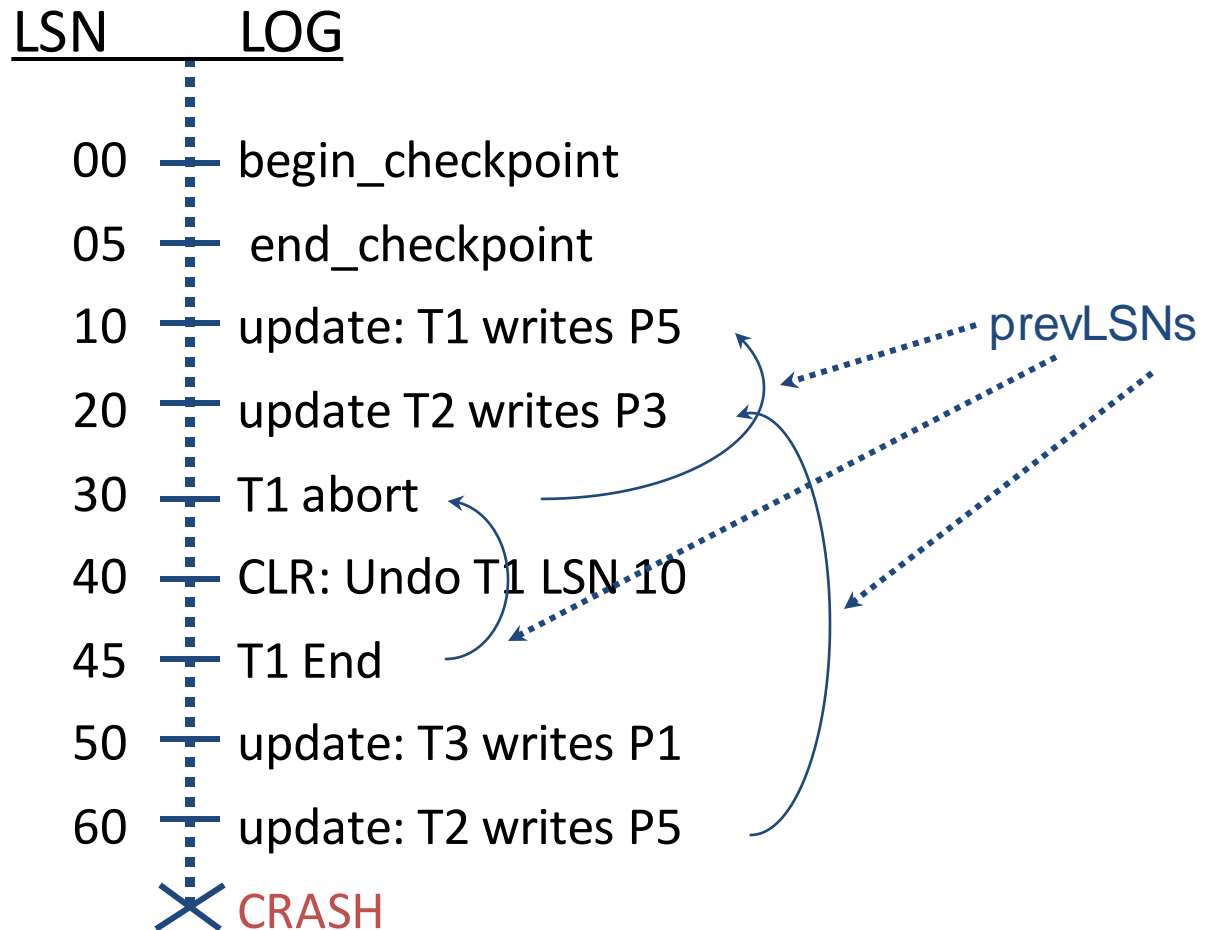 LSN LOG
00 begin_checkpoint
05 end_checkpoint
10 update: T1 writes P5
prevLSNs
20 update T2 writes P3
30 T1 abort
40 CLR: Undo T1 LSN 10
45 T1 End
50 update: T3 writes P1
60 update: T2 writes P5
CRASH